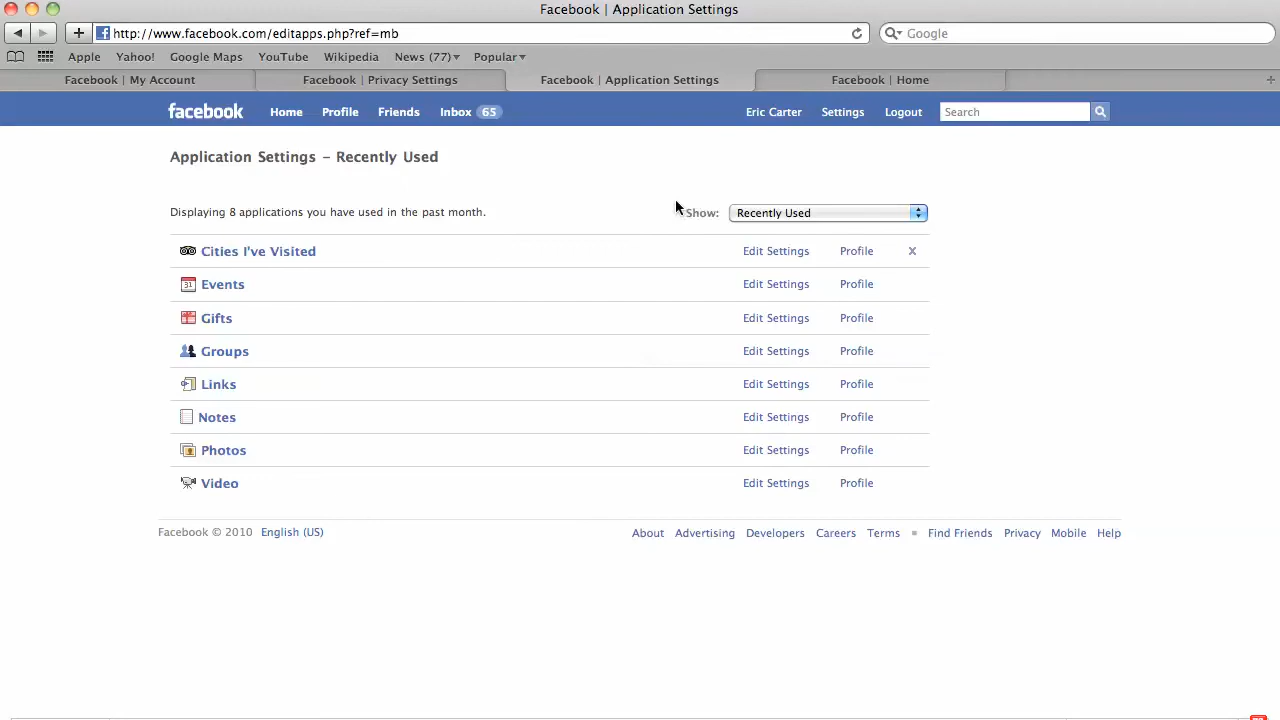 Facebook | Application Settings
http://www.facebook.com/editapps.php?ref=mb
Google
Apple Yahoo! Google Maps YouTube Wikipedia News (77) Popular
Facebook | My Account Facebook | Privacy Settings Facebook | Application Settings Facebook | Home
facebook Home Profile Friends Inbox 65 Eric Carter Settings Logout Search
Application Settings – Recently Used
Displaying 8 applications you have used in the past month. Show: Recently Used
Cities I've Visited Edit Settings Profile X
31 Events Edit Settings Profile
Gifts Edit Settings Profile
Groups Edit Settings Profile
Links Edit Settings Profile
Notes Edit Settings Profile
Photos Edit Settings Profile
Video Edit Settings Profile
Facebook © 2010 English (US) About Advertising Developers Careers Terms Find Friends Privacy Mobile Help